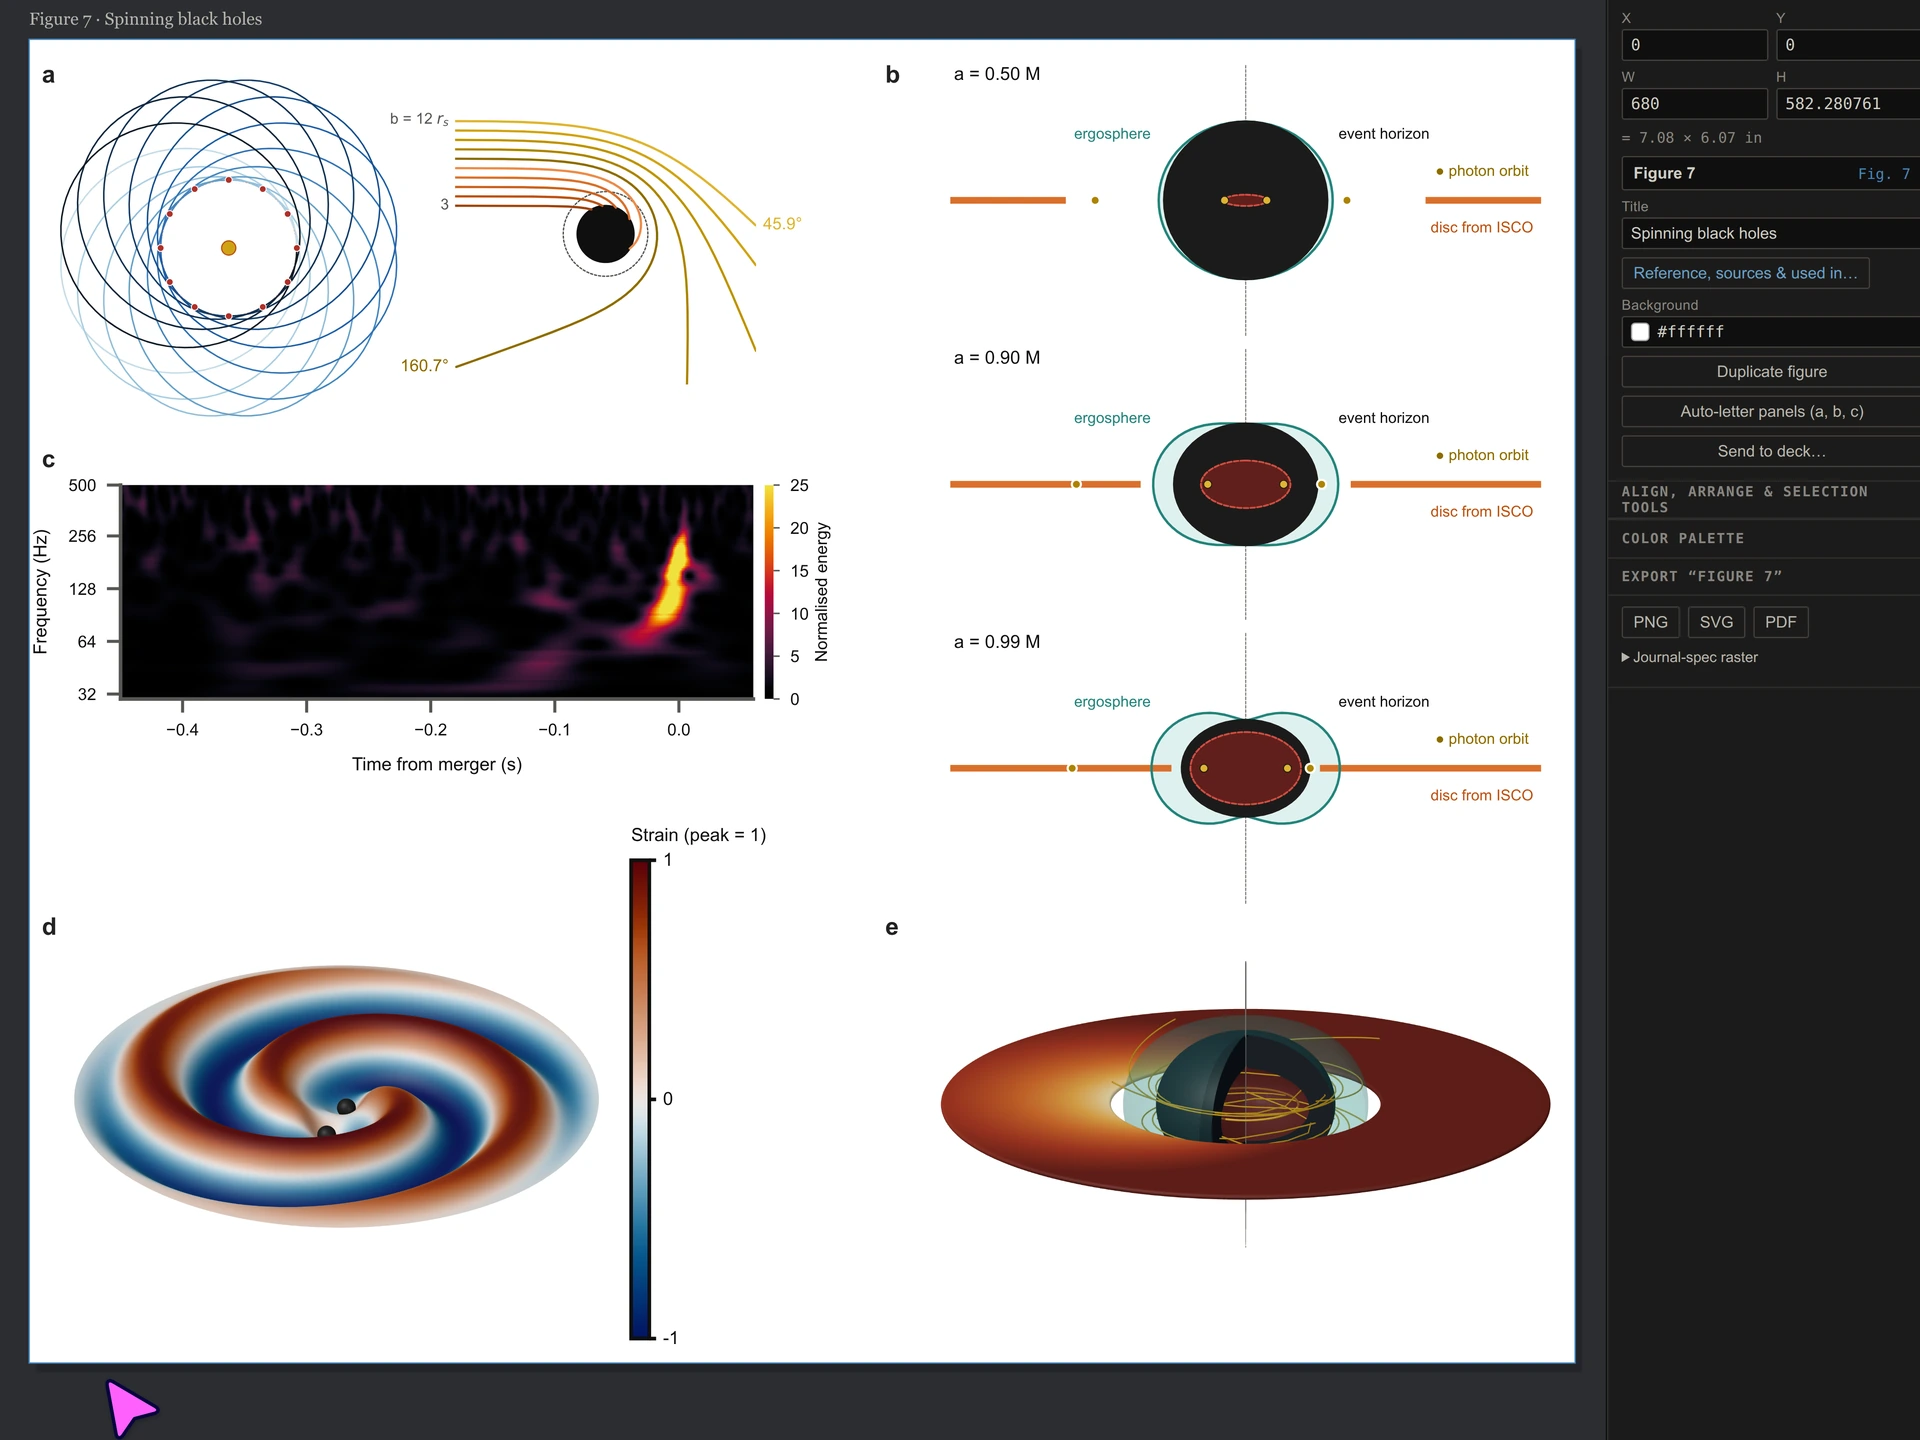 Figure 7 · Spinning black holes
a
b = 12 rs
3
45.9°
160.7°
b
a = 0.50 M
ergosphere
event horizon
photon orbit
disc from ISCO
a = 0.90 M
ergosphere
event horizon
photon orbit
disc from ISCO
a = 0.99 M
ergosphere
event horizon
photon orbit
disc from ISCO
c
500
256
128
64
32
Frequency (Hz)
−0.4
−0.3
−0.2
−0.1
0.0
Time from merger (s)
25
20
15
10
5
0
Normalised energy
d
Strain (peak = 1)
1
0
-1
e
X
Y
0
0
W
H
680
582.280761
= 7.08 × 6.07 in
Figure 7
Fig. 7
Title
Spinning black holes
Reference, sources & used in…
Background
#ffffff
Duplicate figure
Auto-letter panels (a, b, c)
Send to deck…
ALIGN, ARRANGE & SELECTION
TOOLS
COLOR PALETTE
EXPORT “FIGURE 7”
PNG
SVG
PDF
Journal-spec raster